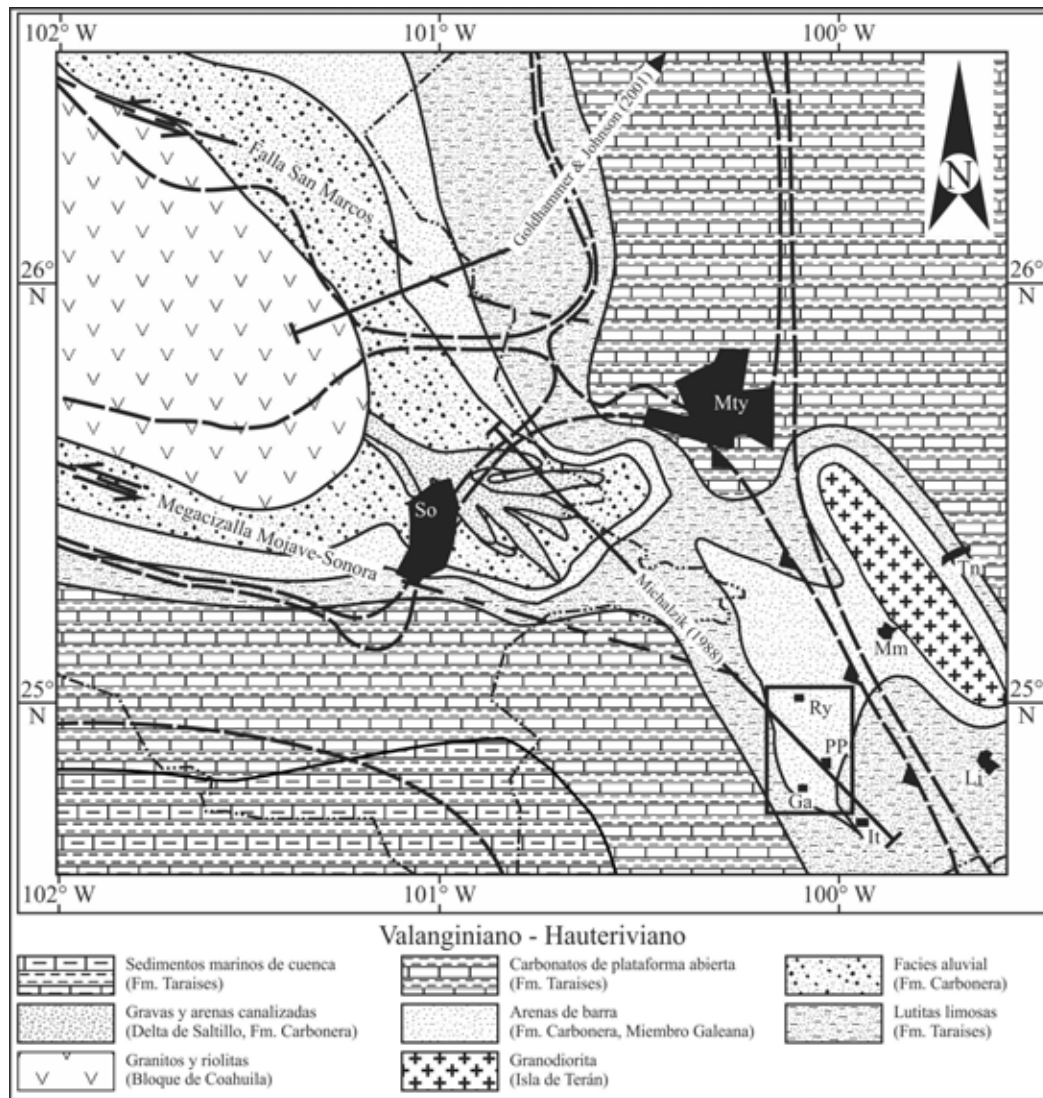 102° W
101° W
100° W
N
Goldhammer & Johnson (2001)
Falla San Marcos
26°
N
26°
N
Mty
So
Megacizalla Mojave-Sonora
Michalzik (1988)
Tn
Mm
25°
N
25°
N
Ry
PP
Li
Ga
It
102° W
101° W
100° W
Valanginiano - Hauteriviano
Sedimentos marinos de cuenca
(Fm. Taraises)
Carbonatos de plataforma abierta
(Fm. Taraises)
Facies aluvial
(Fm. Carbonera)
Gravas y arenas canalizadas
(Delta de Saltillo, Fm. Carbonera)
Arenas de barra
(Fm. Carbonera, Miembro Galeana)
Lutitas limosas
(Fm. Taraises)
Granitos y riolitas
(Bloque de Coahuila)
Granodiorita
(Isla de Terán)